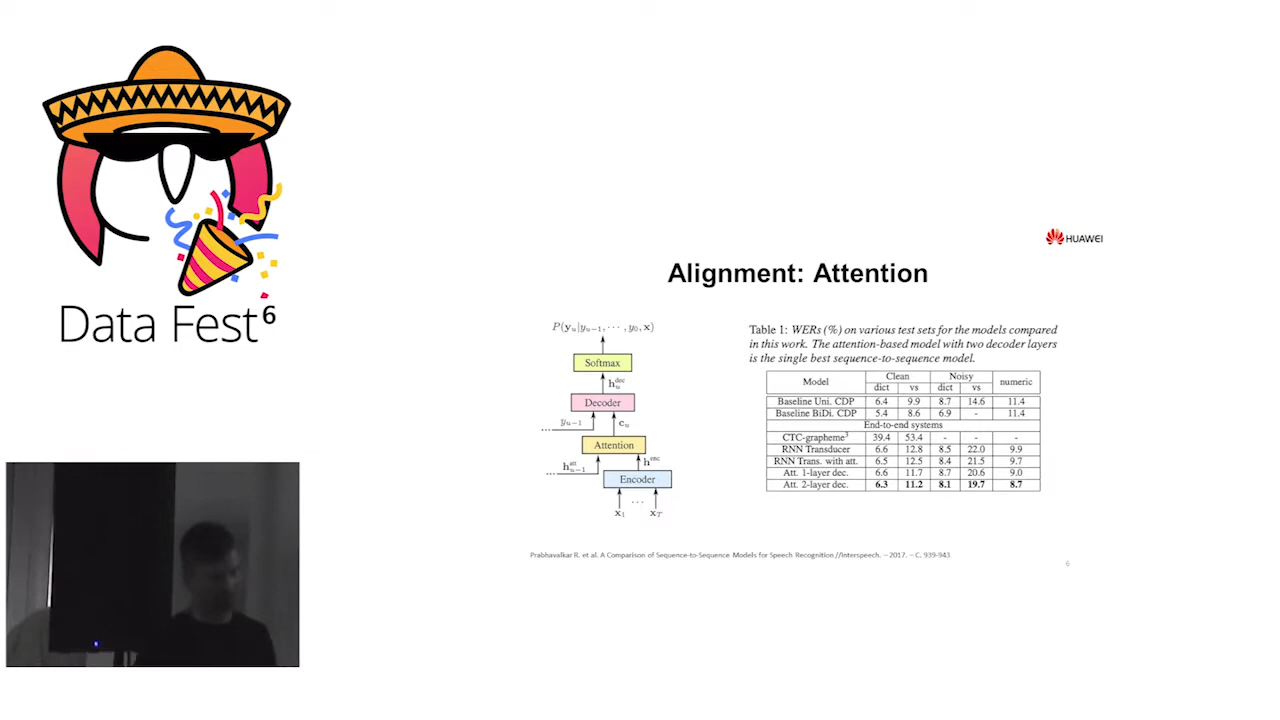 Data Fest⁶
HUAWEI
Alignment: Attention
P(y_u|y_{u−1}, ⋯ , y_0, x)
Softmax
h_u^{dec}
Decoder
y_{u−1}
c_u
Attention
h_{u−1}^{att}
h^{enc}
Encoder
⋯
x_1 x_T
Table 1: WERs (%) on various test sets for the models compared
in this work. The attention-based model with two decoder layers
is the single best sequence-to-sequence model.
Model Clean Noisy numeric
dict vs dict vs
Baseline Uni. CDP 6.4 9.9 8.7 14.6 11.4
Baseline BiDi. CDP 5.4 8.6 6.9 - 11.4
End-to-end systems
CTC-grapheme³ 39.4 53.4 - - -
RNN Transducer 6.6 12.8 8.5 22.0 9.9
RNN Trans. with att. 6.5 12.5 8.4 21.5 9.7
Att. 1-layer dec. 6.6 11.7 8.7 20.6 9.0
Att. 2-layer dec. 6.3 11.2 8.1 19.7 8.7
Prabhavalkar R. et al. A Comparison of Sequence-to-Sequence Models for Speech Recognition //Interspeech. – 2017. – С. 939-943.
6